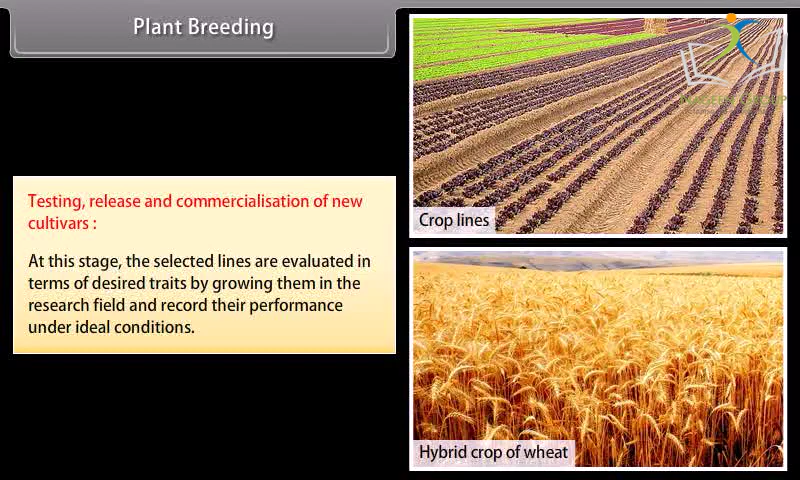 Plant Breeding
Testing, release and commercialisation of new
cultivars :
At this stage, the selected lines are evaluated in
terms of desired traits by growing them in the
research field and record their performance
under ideal conditions.
Crop lines
Hybrid crop of wheat